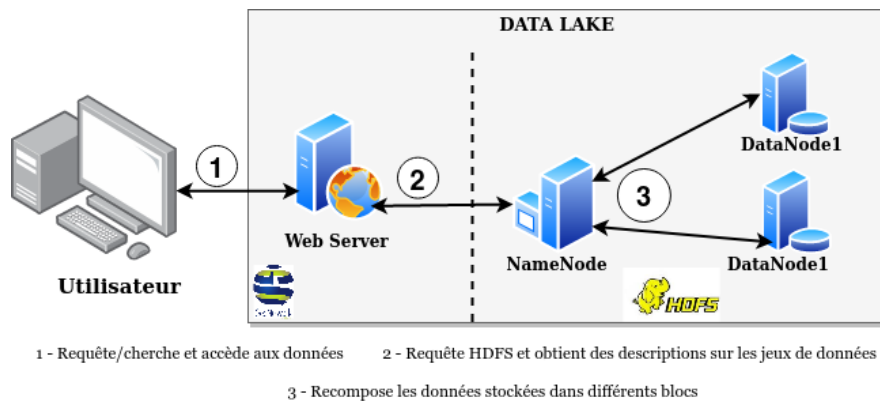 DATA LAKE
1
2
3
Utilisateur
Web Server
NameNode
DataNode1
DataNode1
HDFS
1 - Requête/cherche et accède aux données
2 - Requête HDFS et obtient des descriptions sur les jeux de données
3 - Recompose les données stockées dans différents blocs